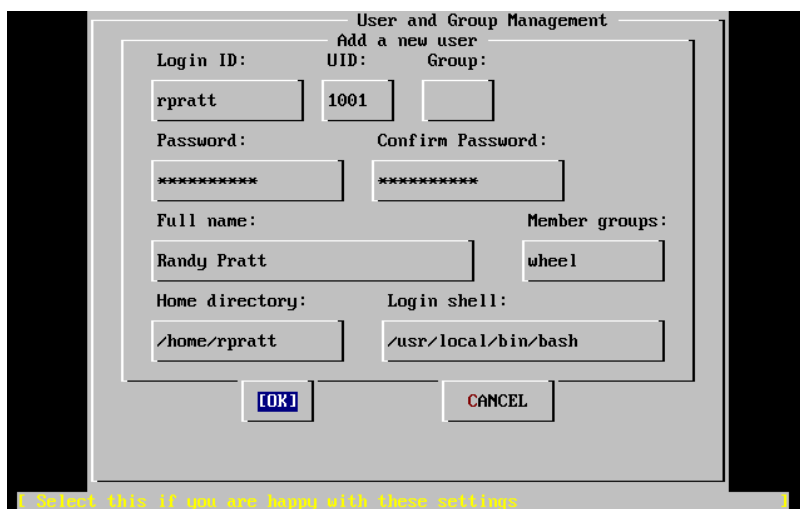 User and Group Management
Add a new user
Login ID: UID: Group:
rpratt 1001
Password: Confirm Password:
********** **********
Full name: Member groups:
Randy Pratt wheel
Home directory: Login shell:
/home/rpratt /usr/local/bin/bash
[OK] CANCEL
[ Select this if you are happy with these settings ]